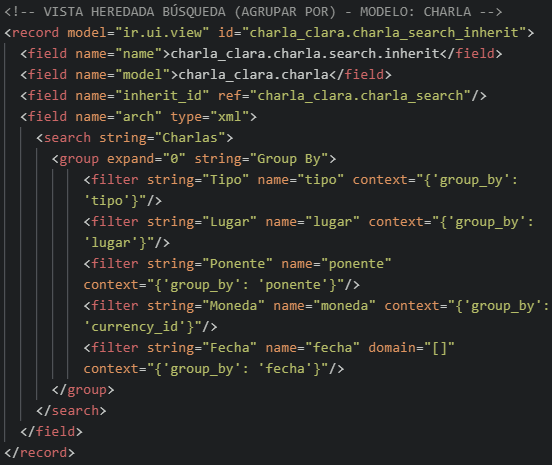 <!-- VISTA HEREDADA BÚSQUEDA (AGRUPAR POR) - MODELO: CHARLA -->
<record model="ir.ui.view" id="charla_clara.charla_search_inherit">
<field name="name">charla_clara.charla.search.inherit</field>
<field name="model">charla_clara.charla</field>
<field name="inherit_id" ref="charla_clara.charla_search"/>
<field name="arch" type="xml">
<search string="Charlas">
<group expand="0" string="Group By">
<filter string="Tipo" name="tipo" context="{'group_by':
'tipo'}"/>
<filter string="Lugar" name="lugar" context="{'group_by':
'lugar'}"/>
<filter string="Ponente" name="ponente"
context="{'group_by': 'ponente'}"/>
<filter string="Moneda" name="moneda" context="{'group_by':
'currency_id'}"/>
<filter string="Fecha" name="fecha" domain="[]"
context="{'group_by': 'fecha'}"/>
</group>
</search>
</field>
</record>